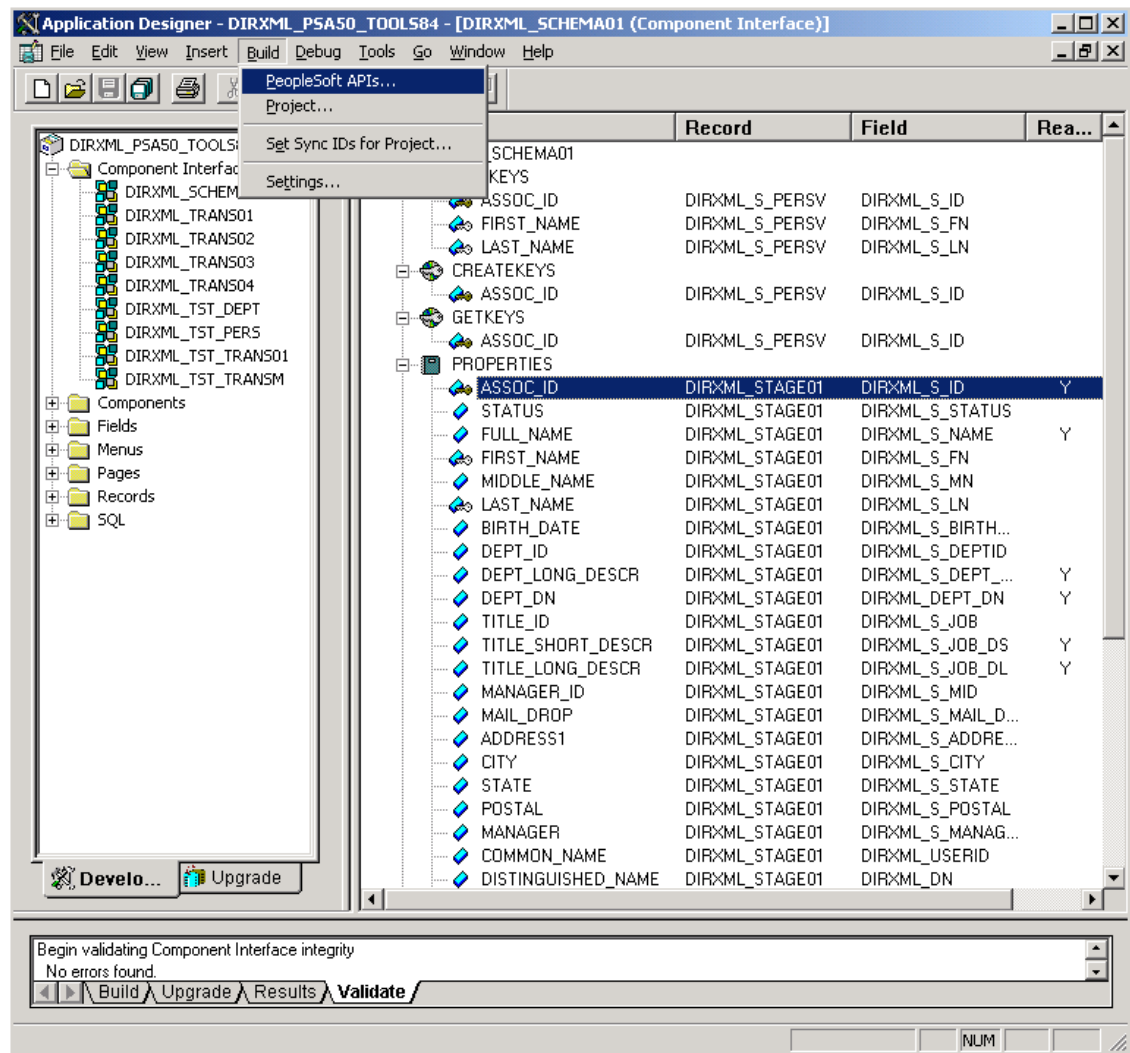 Application Designer - DIRXML_PSA50_TOOLS84 - [DIRXML_SCHEMA01 (Component Interface)]
File Edit View Insert Build Debug Tools Go Window Help
PeopleSoft APIs...
Project...
Set Sync IDs for Project...
Settings...
DIRXML_PSA50_TOOLS
Component Interfac
DIRXML_SCHEM
DIRXML_TRANS01
DIRXML_TRANS02
DIRXML_TRANS03
DIRXML_TRANS04
DIRXML_TST_DEPT
DIRXML_TST_PERS
DIRXML_TST_TRANS01
DIRXML_TST_TRANSM
Components
Fields
Menus
Pages
Records
SQL
Develo... Upgrade
Record Field Rea...
_SCHEMA01
KEYS
ASSOC_ID DIRXML_S_PERSV DIRXML_S_ID
FIRST_NAME DIRXML_S_PERSV DIRXML_S_FN
LAST_NAME DIRXML_S_PERSV DIRXML_S_LN
CREATEKEYS
ASSOC_ID DIRXML_S_PERSV DIRXML_S_ID
GETKEYS
ASSOC_ID DIRXML_S_PERSV DIRXML_S_ID
PROPERTIES
ASSOC_ID DIRXML_STAGE01 DIRXML_S_ID Y
STATUS DIRXML_STAGE01 DIRXML_S_STATUS
FULL_NAME DIRXML_STAGE01 DIRXML_S_NAME Y
FIRST_NAME DIRXML_STAGE01 DIRXML_S_FN
MIDDLE_NAME DIRXML_STAGE01 DIRXML_S_MN
LAST_NAME DIRXML_STAGE01 DIRXML_S_LN
BIRTH_DATE DIRXML_STAGE01 DIRXML_S_BIRTH...
DEPT_ID DIRXML_STAGE01 DIRXML_S_DEPTID
DEPT_LONG_DESCR DIRXML_STAGE01 DIRXML_S_DEPT_... Y
DEPT_DN DIRXML_STAGE01 DIRXML_DEPT_DN Y
TITLE_ID DIRXML_STAGE01 DIRXML_S_JOB
TITLE_SHORT_DESCR DIRXML_STAGE01 DIRXML_S_JOB_DS Y
TITLE_LONG_DESCR DIRXML_STAGE01 DIRXML_S_JOB_DL Y
MANAGER_ID DIRXML_STAGE01 DIRXML_S_MID
MAIL_DROP DIRXML_STAGE01 DIRXML_S_MAIL_D...
ADDRESS1 DIRXML_STAGE01 DIRXML_S_ADDRE...
CITY DIRXML_STAGE01 DIRXML_S_CITY
STATE DIRXML_STAGE01 DIRXML_S_STATE
POSTAL DIRXML_STAGE01 DIRXML_S_POSTAL
MANAGER DIRXML_STAGE01 DIRXML_S_MANAG...
COMMON_NAME DIRXML_STAGE01 DIRXML_USERID
DISTINGUISHED_NAME DIRXML_STAGE01 DIRXML_DN
Begin validating Component Interface integrity
No errors found.
Build Upgrade Results Validate
NUM